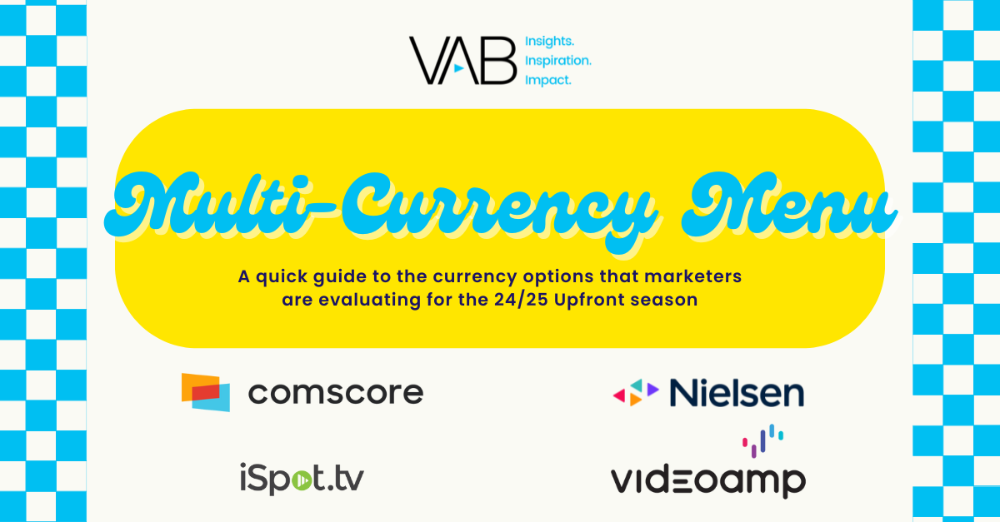 VAB
Insights.
Inspiration.
Impact.
Multi-Currency Menu
A quick guide to the currency options that marketers
are evaluating for the 24/25 Upfront season
comscore
Nielsen
iSpot.tv
videoamp